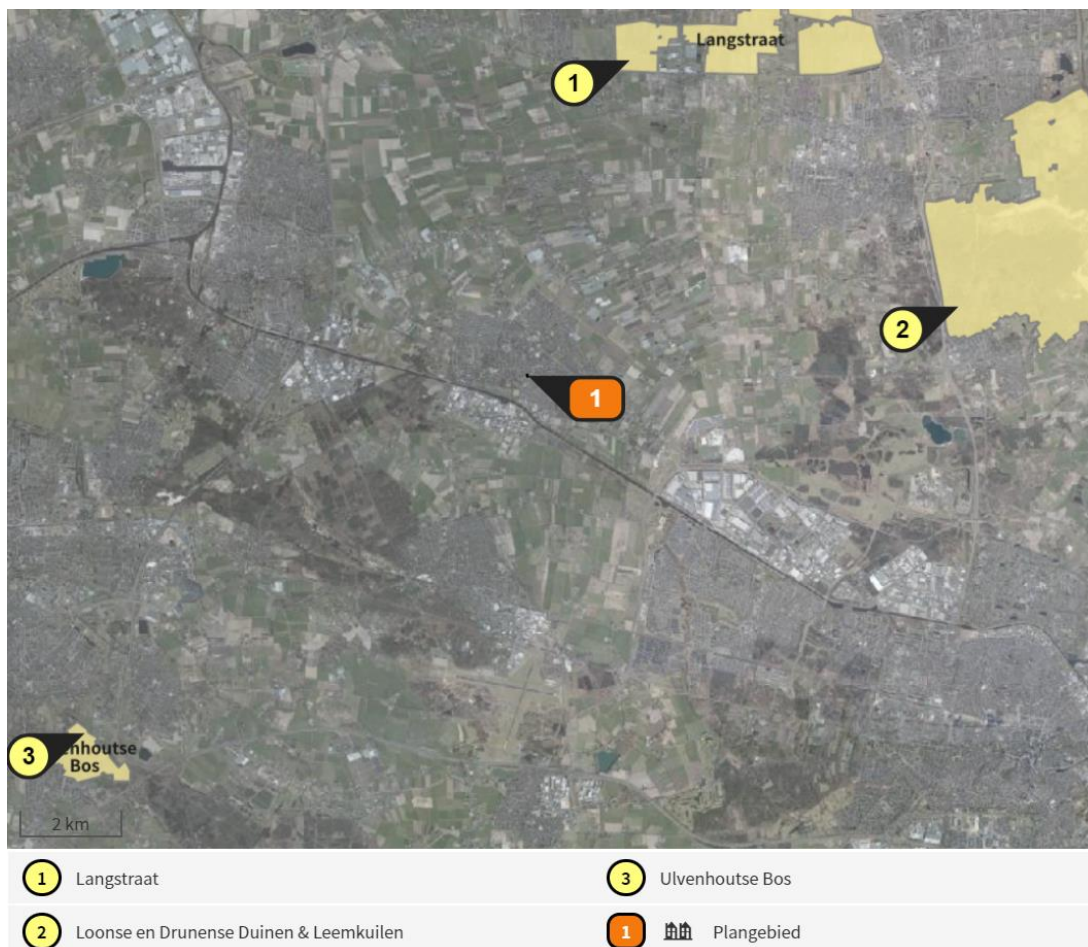 Langstraat
1
2
1
3
enhoutse
Bos
2 km
1 Langstraat
3 Ulvenhoutse Bos
2 Loonse en Drunense Duinen & Leemkuilen
1 Plangebied